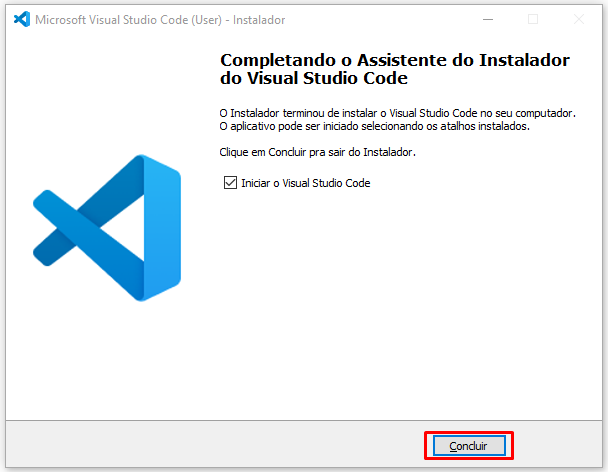 Microsoft Visual Studio Code (User) - Instalador
Completando o Assistente do Instalador
do Visual Studio Code
O Instalador terminou de instalar o Visual Studio Code no seu computador.
O aplicativo pode ser iniciado selecionando os atalhos instalados.
Clique em Concluir pra sair do Instalador.
Iniciar o Visual Studio Code
Concluir